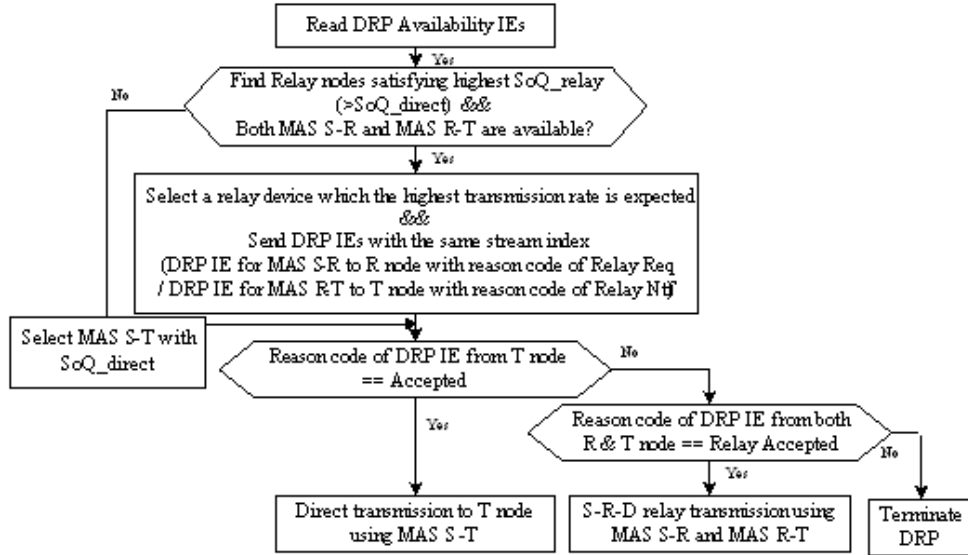 Read DRP Availability IEs
Yes
No
Find Relay nodes satisfying highest SoQ_relay
(>SoQ_direct) &&
Both MAS S-R and MAS R-T are available?
Yes
Select a relay device which the highest transmission rate is expected
&&
Send DRP IEs with the same stream index
(DRP IE for MAS S-R to R node with reason code of Relay Req
/ DRP IE for MAS RT to T node with reason code of Relay Ntf)
Select MAS S-T with
SoQ_direct
Reason code of DRP IE from T node
== Accepted
No
Yes
Reason code of DRP IE from both
R & T node == Relay Accepted
No
Yes
Direct transmission to T node
using MAS S-T
S-R-D relay transmission using
MAS S-R and MAS R-T
Terminate
DRP